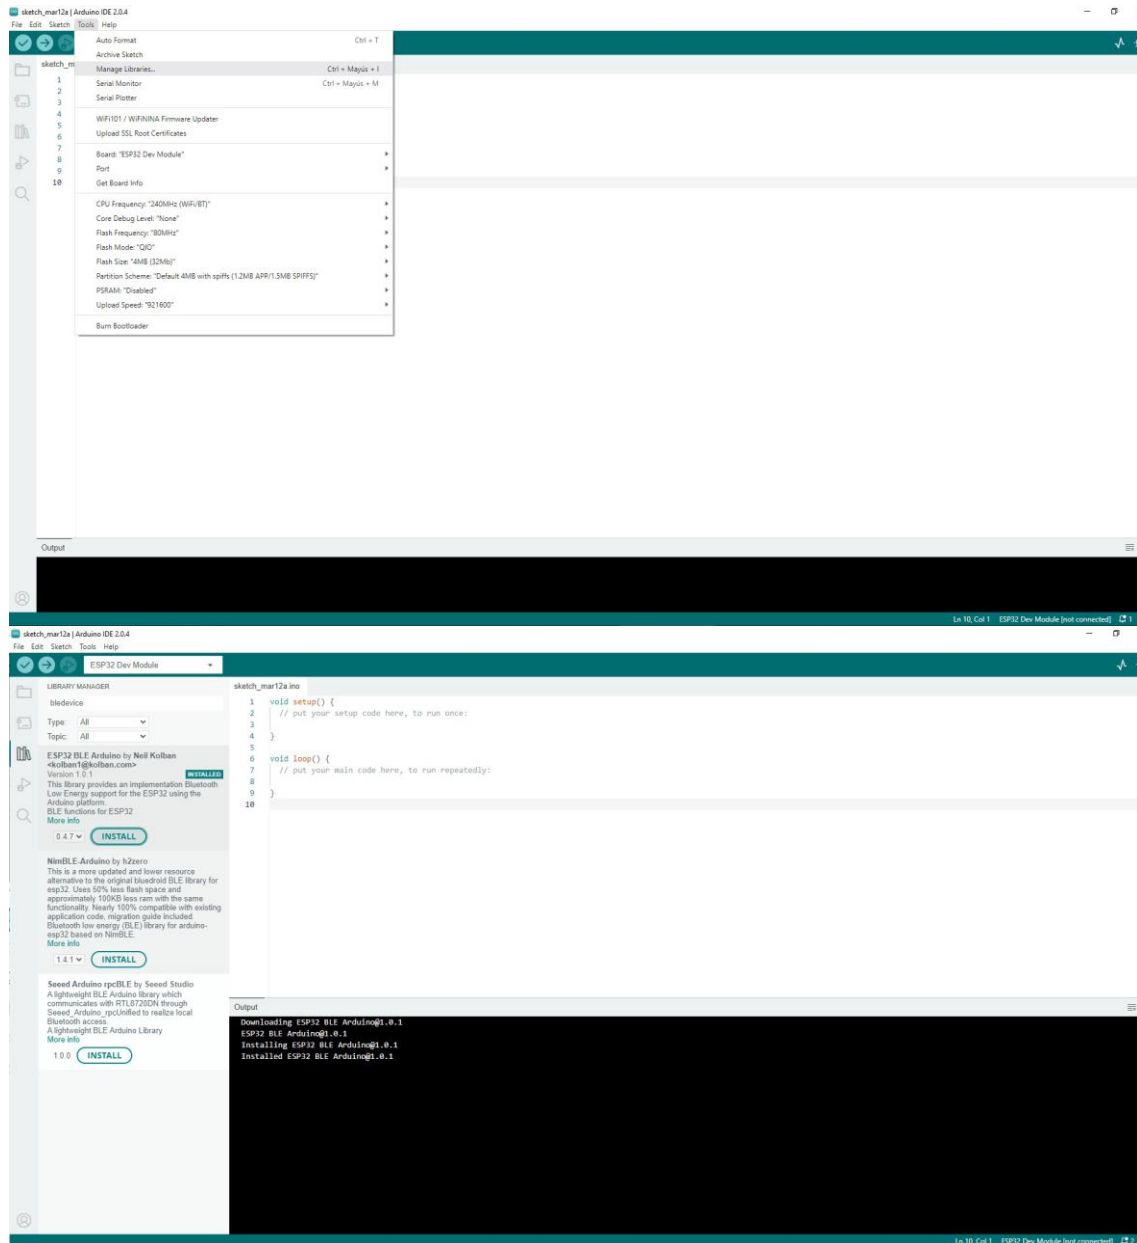 sketch_mar12a | Arduino IDE 2.0.4
File Edit Sketch Tools Help
Auto Format Ctrl + T
Archive Sketch
sketch_m
Manage Libraries... Ctrl + Mayús + I
Serial Monitor Ctrl + Mayús + M
Serial Plotter
WiFi101 / WiFiNINA Firmware Updater
Upload SSL Root Certificates
Board: "ESP32 Dev Module"
Port
Get Board Info
CPU Frequency: "240MHz (WiFi/BT)"
Core Debug Level: "None"
Flash Frequency: "80MHz"
Flash Mode: "QIO"
Flash Size: "4MB (32Mb)"
Partition Scheme: "Default 4MB with spiffs (1.2MB APP/1.5MB SPIFFS)"
PSRAM: "Disabled"
Upload Speed: "921600"
Burn Bootloader
1
2
3
4
5
6
7
8
9
10
Output
Ln 10, Col 1 ESP32 Dev Module [not connected] 1
sketch_mar12a | Arduino IDE 2.0.4
File Edit Sketch Tools Help
ESP32 Dev Module
LIBRARY MANAGER
bledevice
Type: All
Topic: All
ESP32 BLE Arduino by Neil Kolban
<kolban1@kolban.com>
Version 1.0.1 INSTALLED
This library provides an implementation Bluetooth
Low Energy support for the ESP32 using the
Arduino platform.
BLE functions for ESP32
More info
0.4.7 INSTALL
NimBLE-Arduino by h2zero
This is a more updated and lower resource
alternative to the original bluedroid BLE library for
esp32. Uses 50% less flash space and
approximately 100KB less ram with the same
functionality. Nearly 100% compatible with existing
application code, migration guide included.
Bluetooth low energy (BLE) library for arduino-
esp32 based on NimBLE.
More info
1.4.1 INSTALL
Seeed Arduino rpcBLE by Seeed Studio
A lightweight BLE Arduino library which
communicates with RTL8720DN through
Seeed_Arduino_rpcUnified to realize local
Bluetooth access.
A lightweight BLE Arduino Library
More info
1.0.0 INSTALL
sketch_mar12a.ino
1 void setup() {
2 // put your setup code here, to run once:
3
4 }
5
6 void loop() {
7 // put your main code here, to run repeatedly:
8
9 }
10
Output
Downloading ESP32 BLE Arduino@1.0.1
ESP32 BLE Arduino@1.0.1
Installing ESP32 BLE Arduino@1.0.1
Installed ESP32 BLE Arduino@1.0.1
Ln 10, Col 1 ESP32 Dev Module [not connected] 2